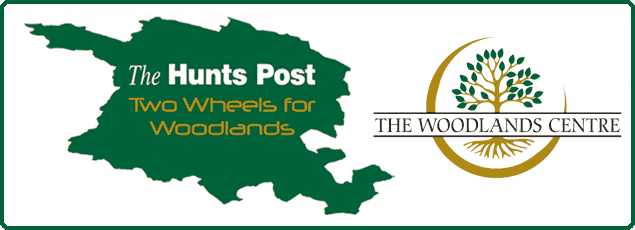 The Hunts Post
Two Wheels for
Woodlands
THE WOODLANDS CENTRE